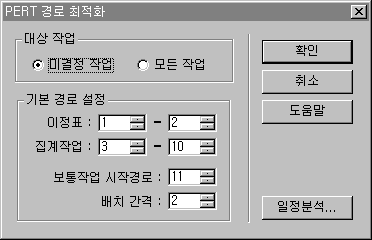 PERT 경로 최적화
대상 작업
미결정 작업 모든 작업
확인
취소
도움말
기본 경로 설정
이정표 : 1 - 2
집계작업 : 3 - 10
보통작업 시작경로 : 11
배치 간격 : 2
일정분석...